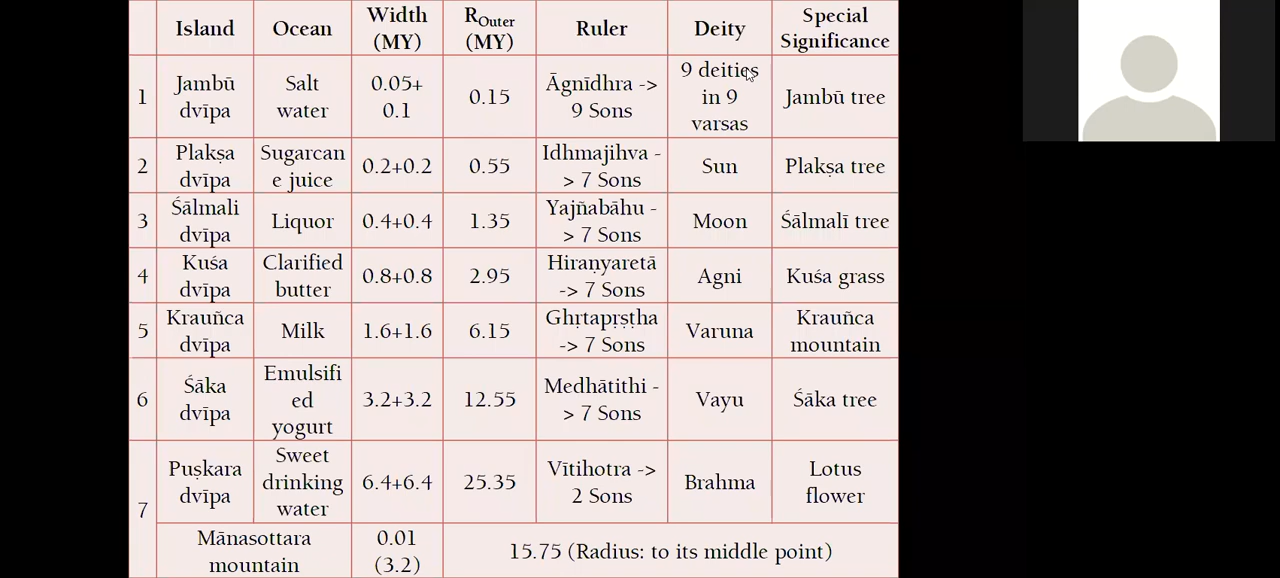 Island Ocean Width (MY) R_Outer (MY) Ruler Deity Special Significance
1 Jambū dvīpa Salt water 0.05+ 0.1 0.15 Āgnīdhra -> 9 Sons 9 deities in 9 varsas Jambū tree
2 Plakṣa dvīpa Sugarcan e juice 0.2+0.2 0.55 Idhmajihva - > 7 Sons Sun Plakṣa tree
3 Śālmali dvīpa Liquor 0.4+0.4 1.35 Yajñabāhu - > 7 Sons Moon Śālmalī tree
4 Kuśa dvīpa Clarified butter 0.8+0.8 2.95 Hiraṇyaretā -> 7 Sons Agni Kuśa grass
5 Krauñca dvīpa Milk 1.6+1.6 6.15 Ghṛtapṛṣṭha -> 7 Sons Varuna Krauñca mountain
6 Śāka dvīpa Emulsifi ed yogurt 3.2+3.2 12.55 Medhātithi - > 7 Sons Vayu Śāka tree
7 Puṣkara dvīpa Sweet drinking water 6.4+6.4 25.35 Vītihotra -> 2 Sons Brahma Lotus flower
Mānasottara mountain 0.01 (3.2) 15.75 (Radius: to its middle point)